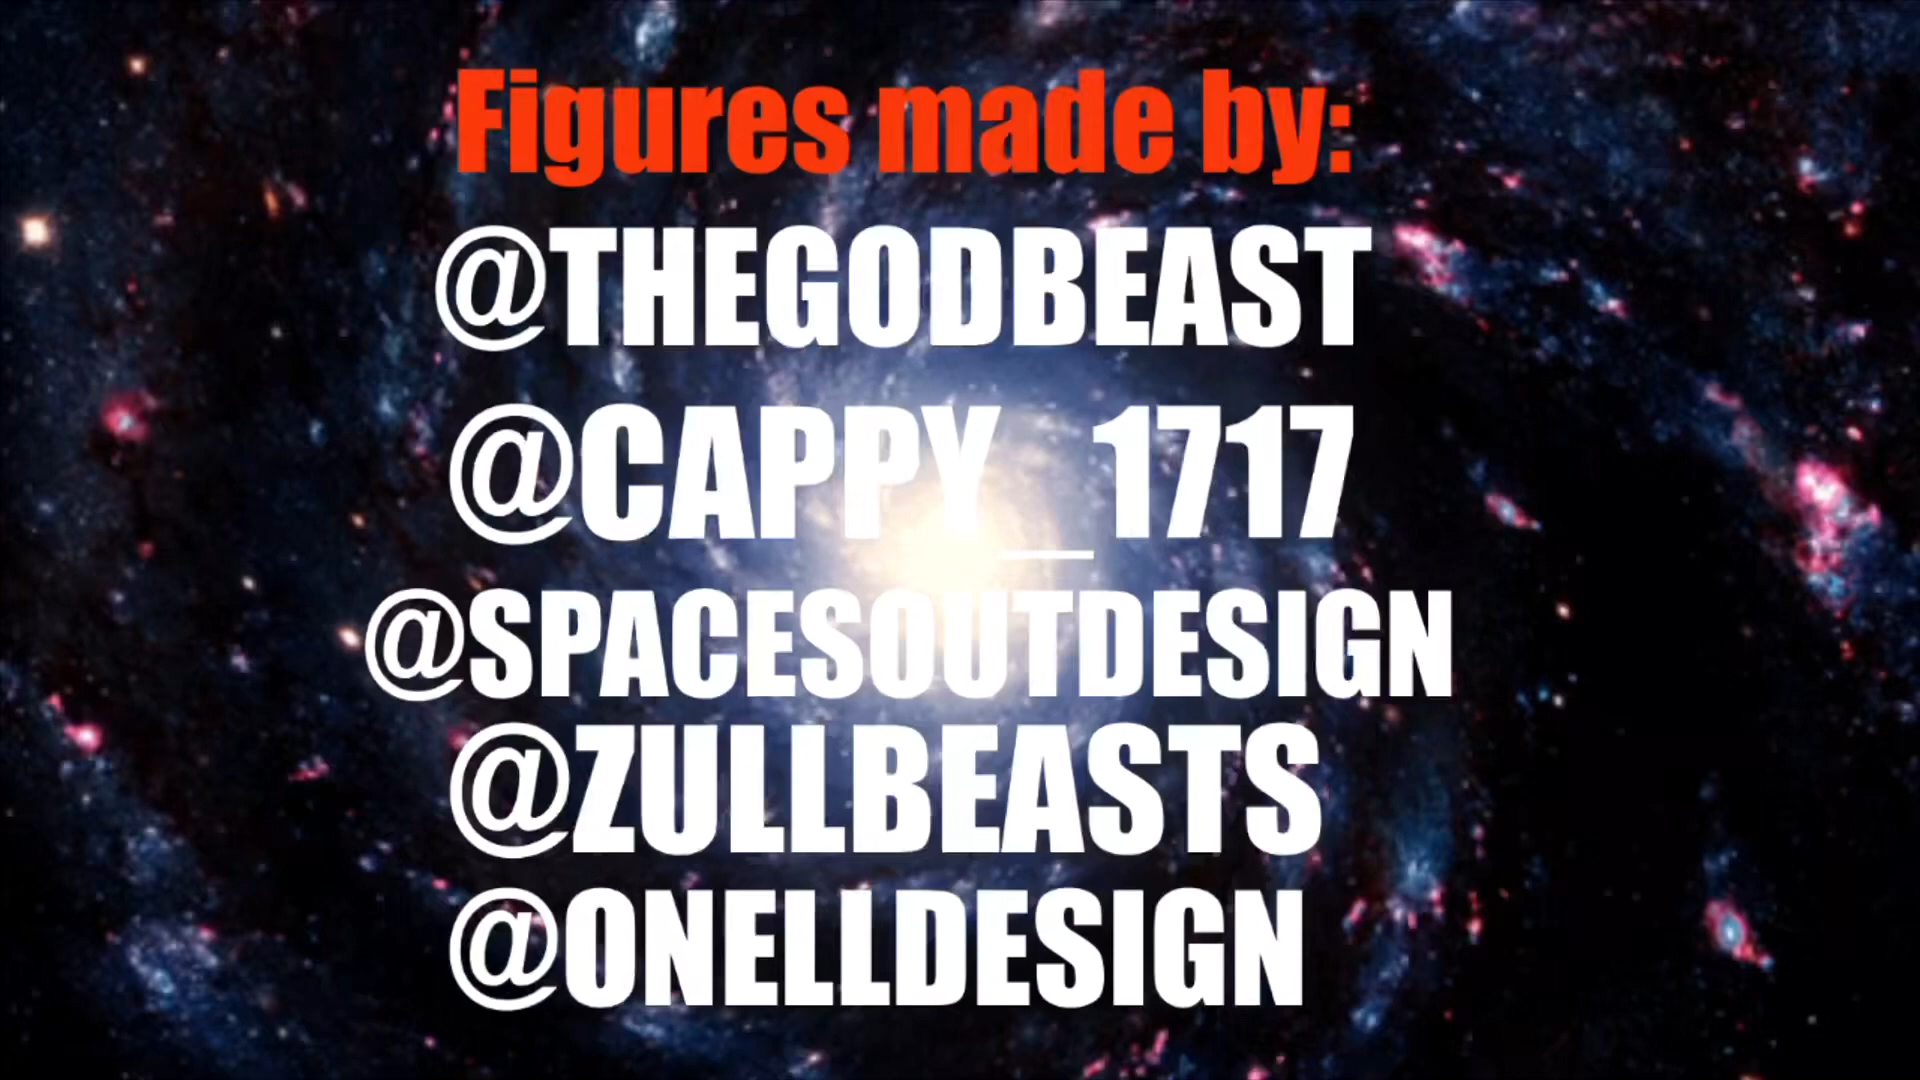 Figures made by:
@THEGODBEAST
@CAPPY_1717
@SPACESOUTDESIGN
@ZULLBEASTS
@ONELLDESIGN